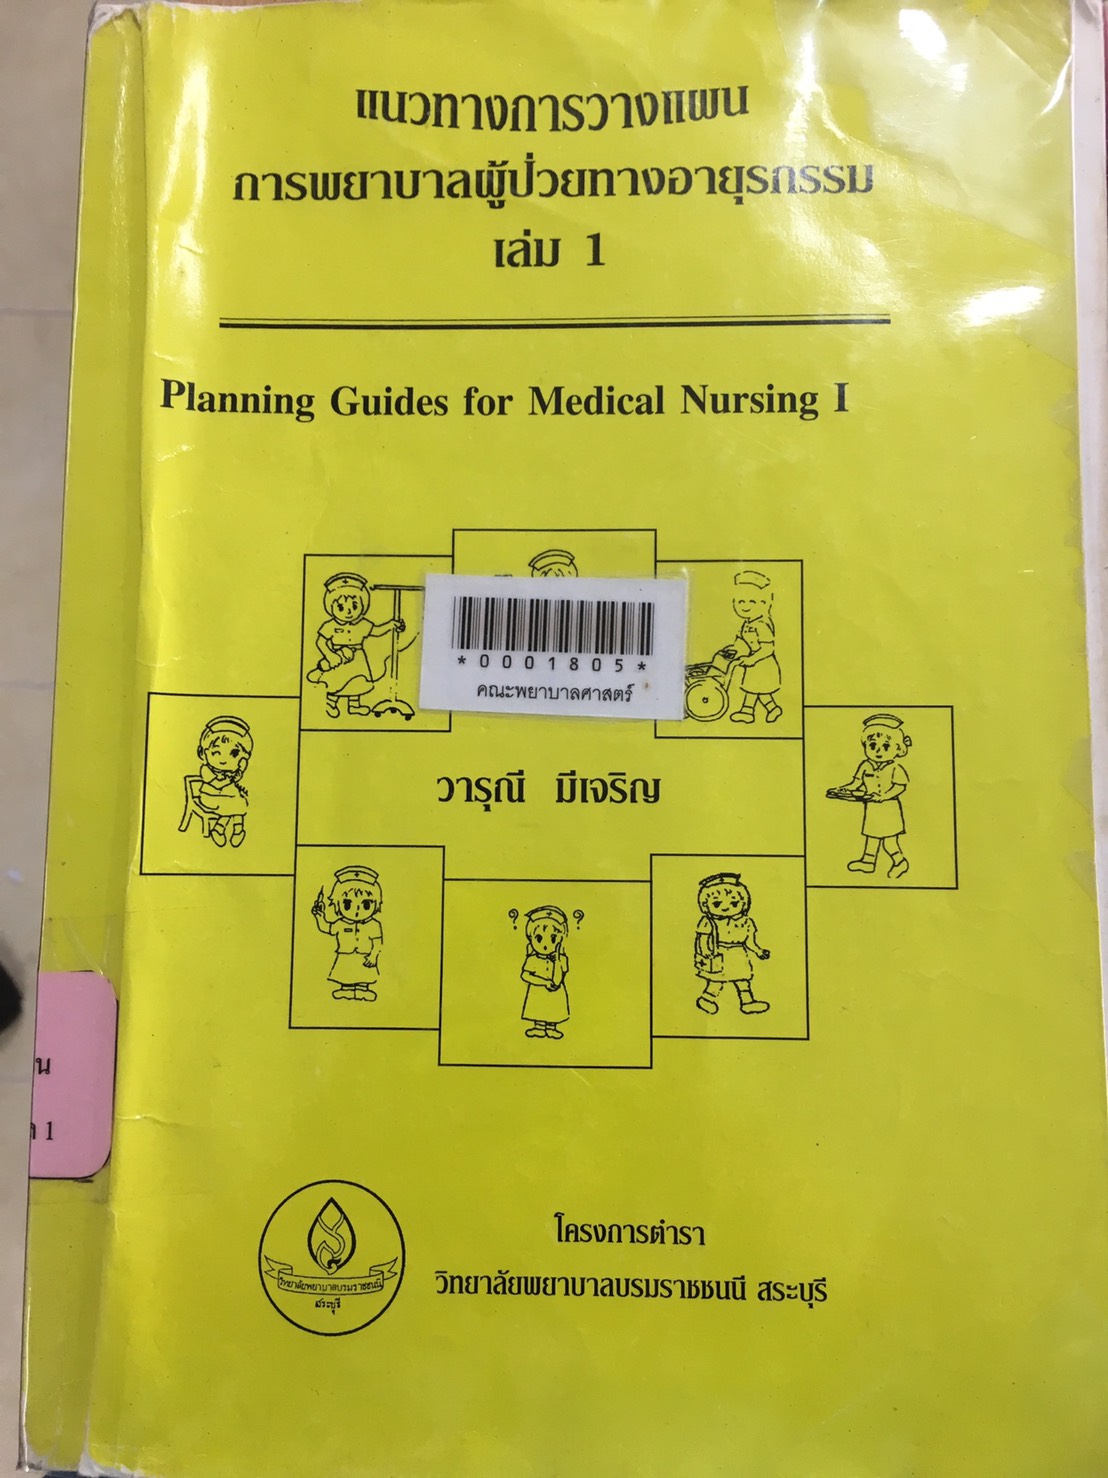 แนวทางการวางแผน
การพยาบาลผู้ป่วยทางอายุรกรรม
เล่ม 1
Planning Guides for Medical Nursing I
*0001805*
คณะพยาบาลศาสตร์
วารุณี มีเจริญ
? ?
น
1
วิทยาลัยพยาบาลบรมราชชนนี
สระบุรี
โครงการตำรา
วิทยาลัยพยาบาลบรมราชชนนี สระบุรี